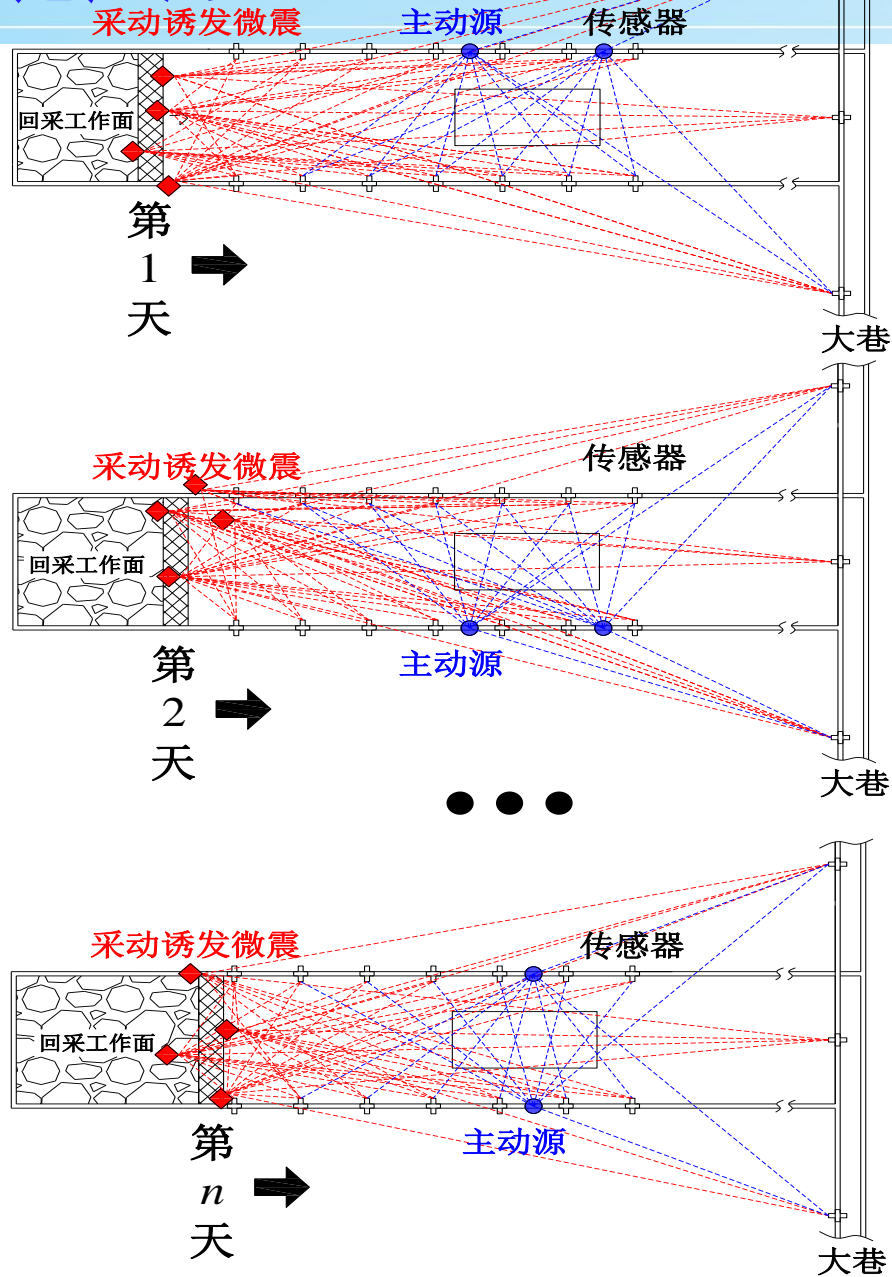 采动诱发微震 主动源 传感器
回采工作面
第
1
天
大巷
采动诱发微震 传感器
回采工作面
主动源
第
2
天
大巷
采动诱发微震 传感器
回采工作面
主动源
第
n
天
大巷